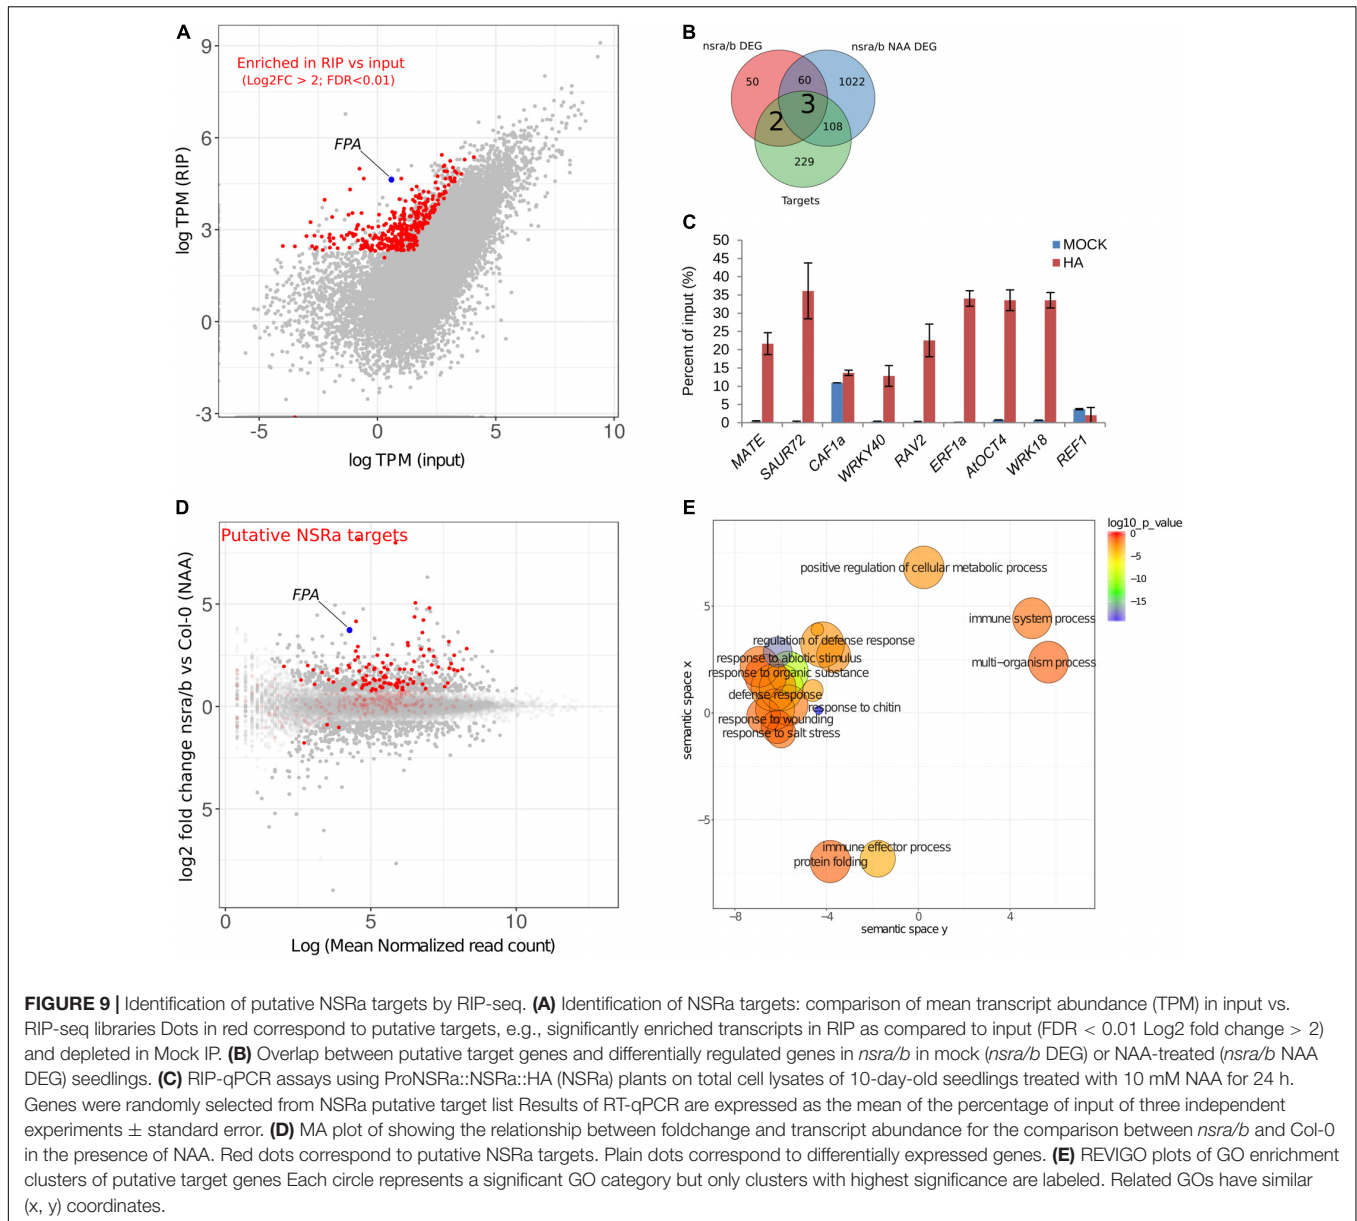 A
Enriched in RIP vs input
(Log2FC > 2; FDR<0.01)
FPA
log TPM (RIP)
9
6
3
0
-3
-5
0
5
10
log TPM (input)
B
nsra/b DEG
nsra/b NAA DEG
50
60
1022
3
2
108
229
Targets
C
MOCK
HA
Percent of input (%)
50
45
40
35
30
25
20
15
10
5
0
MATE
SAUR72
CAF1a
WRKY40
RAV2
ERF1a
AtOCT4
WRK18
REF1
D
Putative NSRa targets
FPA
log2 fold change nsra/b vs Col-0 (NAA)
5
0
5
0
5
10
Log (Mean Normalized read count)
E
log10_p_value
0
−5
−10
−15
positive regulation of cellular metabolic process
immune system process
multi−organism process
regulation of defense response
response to abiotic stimulus
response to organic substance
defense response
response to chitin
response to wounding
response to salt stress
immune effector process
protein folding
semantic space x
5
0
−5
−8
−4
0
4
semantic space y
FIGURE 9 | Identification of putative NSRa targets by RIP-seq. (A) Identification of NSRa targets: comparison of mean transcript abundance (TPM) in input vs.
RIP-seq libraries Dots in red correspond to putative targets, e.g., significantly enriched transcripts in RIP as compared to input (FDR < 0.01 Log2 fold change > 2)
and depleted in Mock IP. (B) Overlap between putative target genes and differentially regulated genes in nsra/b in mock (nsra/b DEG) or NAA-treated (nsra/b NAA
DEG) seedlings. (C) RIP-qPCR assays using ProNSRa::NSRa::HA (NSRa) plants on total cell lysates of 10-day-old seedlings treated with 10 mM NAA for 24 h.
Genes were randomly selected from NSRa putative target list Results of RT-qPCR are expressed as the mean of the percentage of input of three independent
experiments ± standard error. (D) MA plot of showing the relationship between foldchange and transcript abundance for the comparison between nsra/b and Col-0
in the presence of NAA. Red dots correspond to putative NSRa targets. Plain dots correspond to differentially expressed genes. (E) REVIGO plots of GO enrichment
clusters of putative target genes Each circle represents a significant GO category but only clusters with highest significance are labeled. Related GOs have similar
(x, y) coordinates.